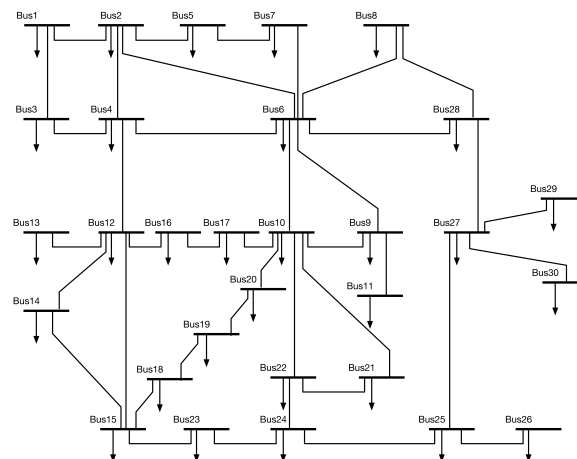 Bus1 Bus2 Bus5 Bus7 Bus8
Bus3 Bus4 Bus6 Bus28
Bus29
Bus13 Bus12 Bus16 Bus17 Bus10 Bus9 Bus27
Bus30
Bus20 Bus11
Bus14
Bus19
Bus18 Bus22 Bus21
Bus15 Bus23 Bus24 Bus25 Bus26